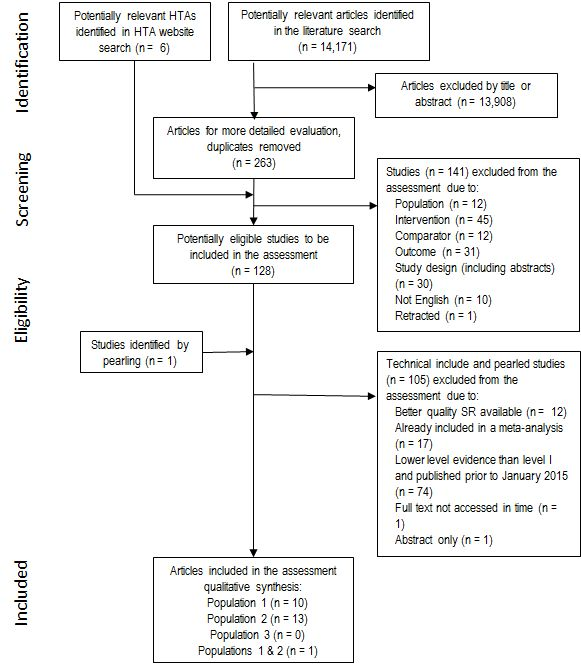 Identification
Potentially relevant HTAs
identified in HTA website
search (n = 6)
Potentially relevant articles identified
in the literature search
(n = 14,171)
Articles excluded by title or
abstract (n = 13,908)
Screening
Articles for more detailed evaluation,
duplicates removed
(n = 263)
Studies (n = 141) excluded from the
assessment due to:
Population (n = 12)
Intervention (n = 45)
Comparator (n = 12)
Outcome (n = 31)
Study design (including abstracts)
(n = 30)
Not English (n = 10)
Retracted (n = 1)
Potentially eligible studies to be
included in the assessment
(n = 128)
Eligibility
Studies identified by
pearling (n = 1)
Technical include and pearled studies
(n = 105) excluded from the
assessment due to:
Better quality SR available (n = 12)
Already included in a meta-analysis
(n = 17)
Lower level evidence than level I
and published prior to January 2015
(n = 74)
Full text not accessed in time (n =
1)
Abstract only (n = 1)
Included
Articles included in the assessment
qualitative synthesis:
Population 1 (n = 10)
Population 2 (n = 13)
Population 3 (n = 0)
Populations 1 & 2 (n = 1)